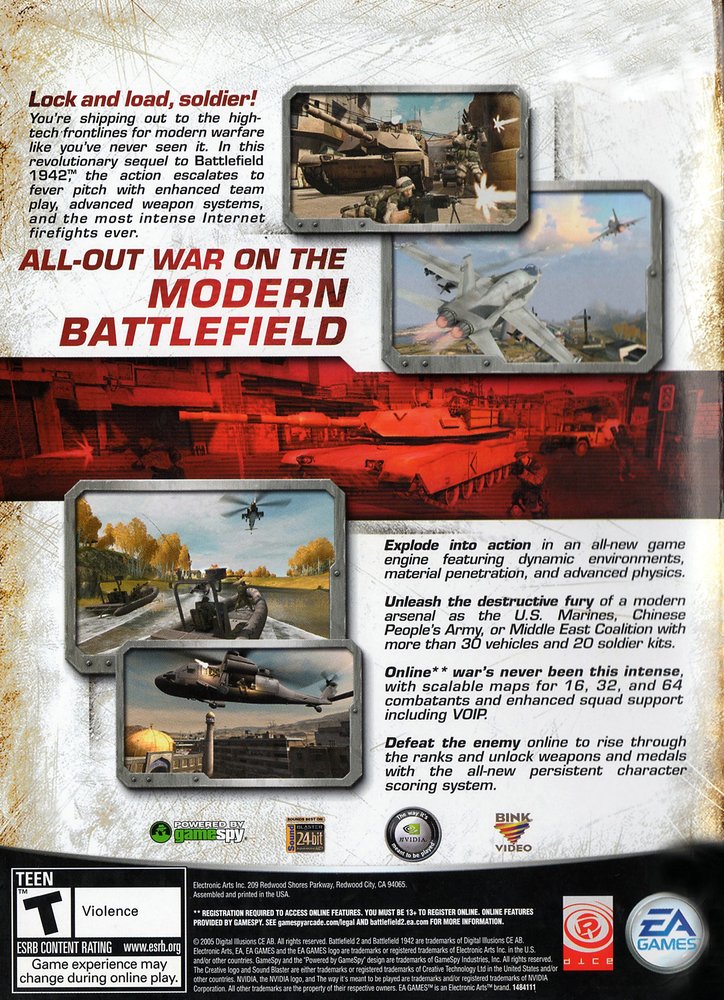 Lock and load, soldier!
You're shipping out to the high-
tech frontlines for modern warfare
like you've never seen it. In this
revolutionary sequel to Battlefield
1942,™ the action escalates to
fever pitch with enhanced team
play, advanced weapon systems,
and the most intense Internet
firefights ever.
ALL-OUT WAR ON THE
MODERN
BATTLEFIELD
Explode into action in an all-new game
engine featuring dynamic environments,
material penetration, and advanced physics.
Unleash the destructive fury of a modern
arsenal as the U.S. Marines, Chinese
People's Army, or Middle East Coalition with
more than 30 vehicles and 20 soldier kits.
Online** war's never been this intense,
with scalable maps for 16, 32, and 64
combatants and enhanced squad support
including VOIP.
Defeat the enemy online to rise through
the ranks and unlock weapons and medals
with the all-new persistent character
scoring system.
POWERED BY
gamespy
SOUNDS BEST ON
Sound
BLASTER
24-bit
The way it's
NVIDIA
meant to be played
BINK
VIDEO
TEEN
T™
Violence
ESRB CONTENT RATING www.esrb.org
Game experience may
change during online play.
Electronic Arts Inc. 209 Redwood Shores Parkway, Redwood City, CA 94065.
Assembled and printed in the USA.
** REGISTRATION REQUIRED TO ACCESS ONLINE FEATURES. YOU MUST BE 13+ TO REGISTER ONLINE. ONLINE FEATURES
PROVIDED BY GAMESPY. SEE gamespyarcade.com/legal AND battlefield2.ea.com FOR MORE INFORMATION.
© 2005 Digital Illusions CE AB. All rights reserved. Battlefield 2 and Battlefield 1942 are trademarks of Digital Illusions CE AB.
Electronic Arts, EA, EA GAMES and the EA GAMES logo are trademarks or registered trademarks of Electronic Arts Inc. in the U.S.
and/or other countries. GameSpy and the "Powered by GameSpy" design are trademarks of GameSpy Industries, Inc. All rights reserved.
The Creative logo and Sound Blaster are either trademarks or registered trademarks of Creative Technology Ltd in the United States and/or
other countries. NVIDIA, the NVIDIA logo, and The way it's meant to be played are trademarks and/or registered trademarks of NVIDIA
Corporation. All other trademarks are the property of their respective owners. EA GAMES™ is an Electronic Arts™ brand. 1484111
DICE
EA
GAMES